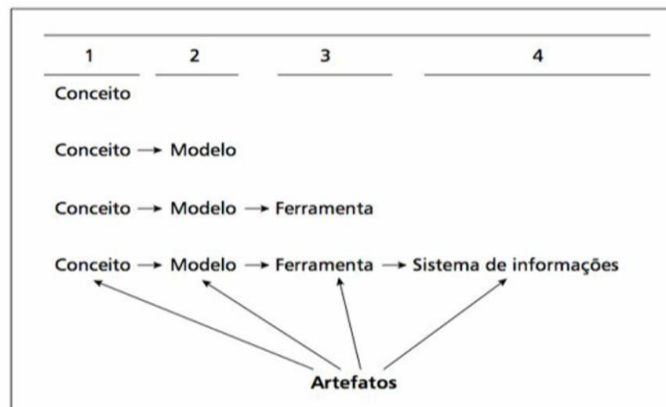 1 2 3 4
Conceito
Conceito → Modelo
Conceito → Modelo → Ferramenta
Conceito → Modelo → Ferramenta → Sistema de informações
Artefatos